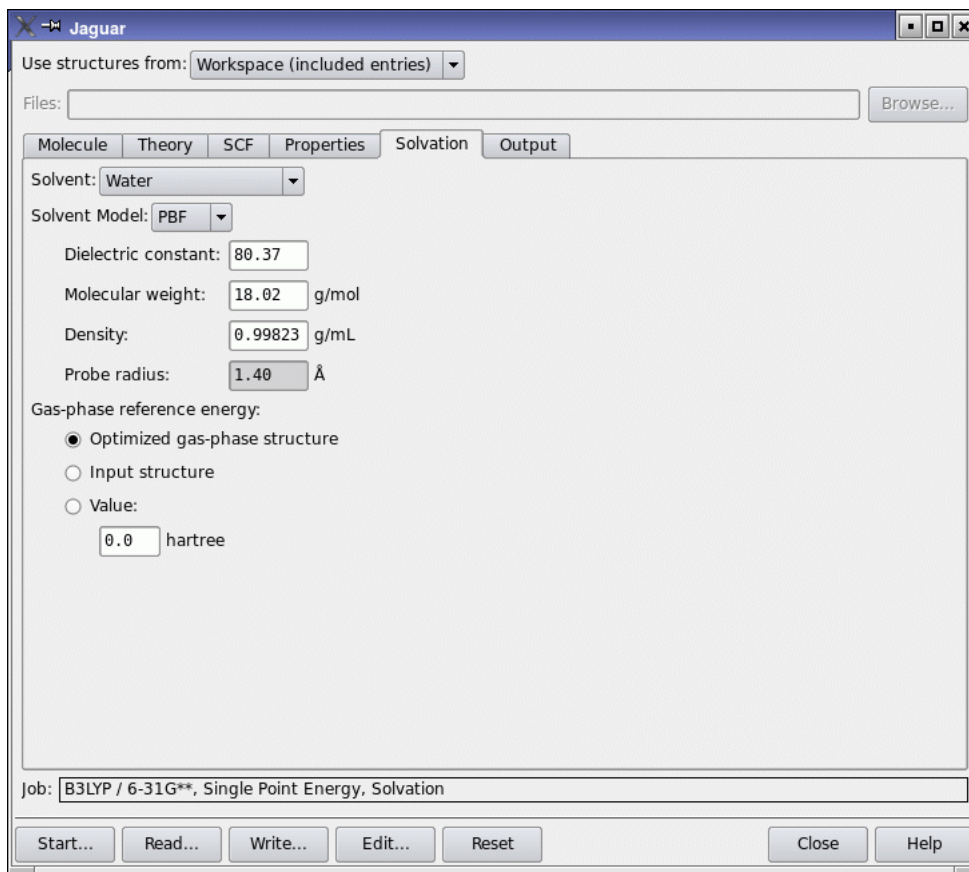 Jaguar
Use structures from: Workspace (included entries)
Files: Browse...
Molecule Theory SCF Properties Solvation Output
Solvent: Water
Solvent Model: PBF
Dielectric constant: 80.37
Molecular weight: 18.02 g/mol
Density: 0.99823 g/mL
Probe radius: 1.40 Å
Gas-phase reference energy:
Optimized gas-phase structure
Input structure
Value:
0.0 hartree
Job: B3LYP / 6-31G**, Single Point Energy, Solvation
Start... Read... Write... Edit... Reset Close Help